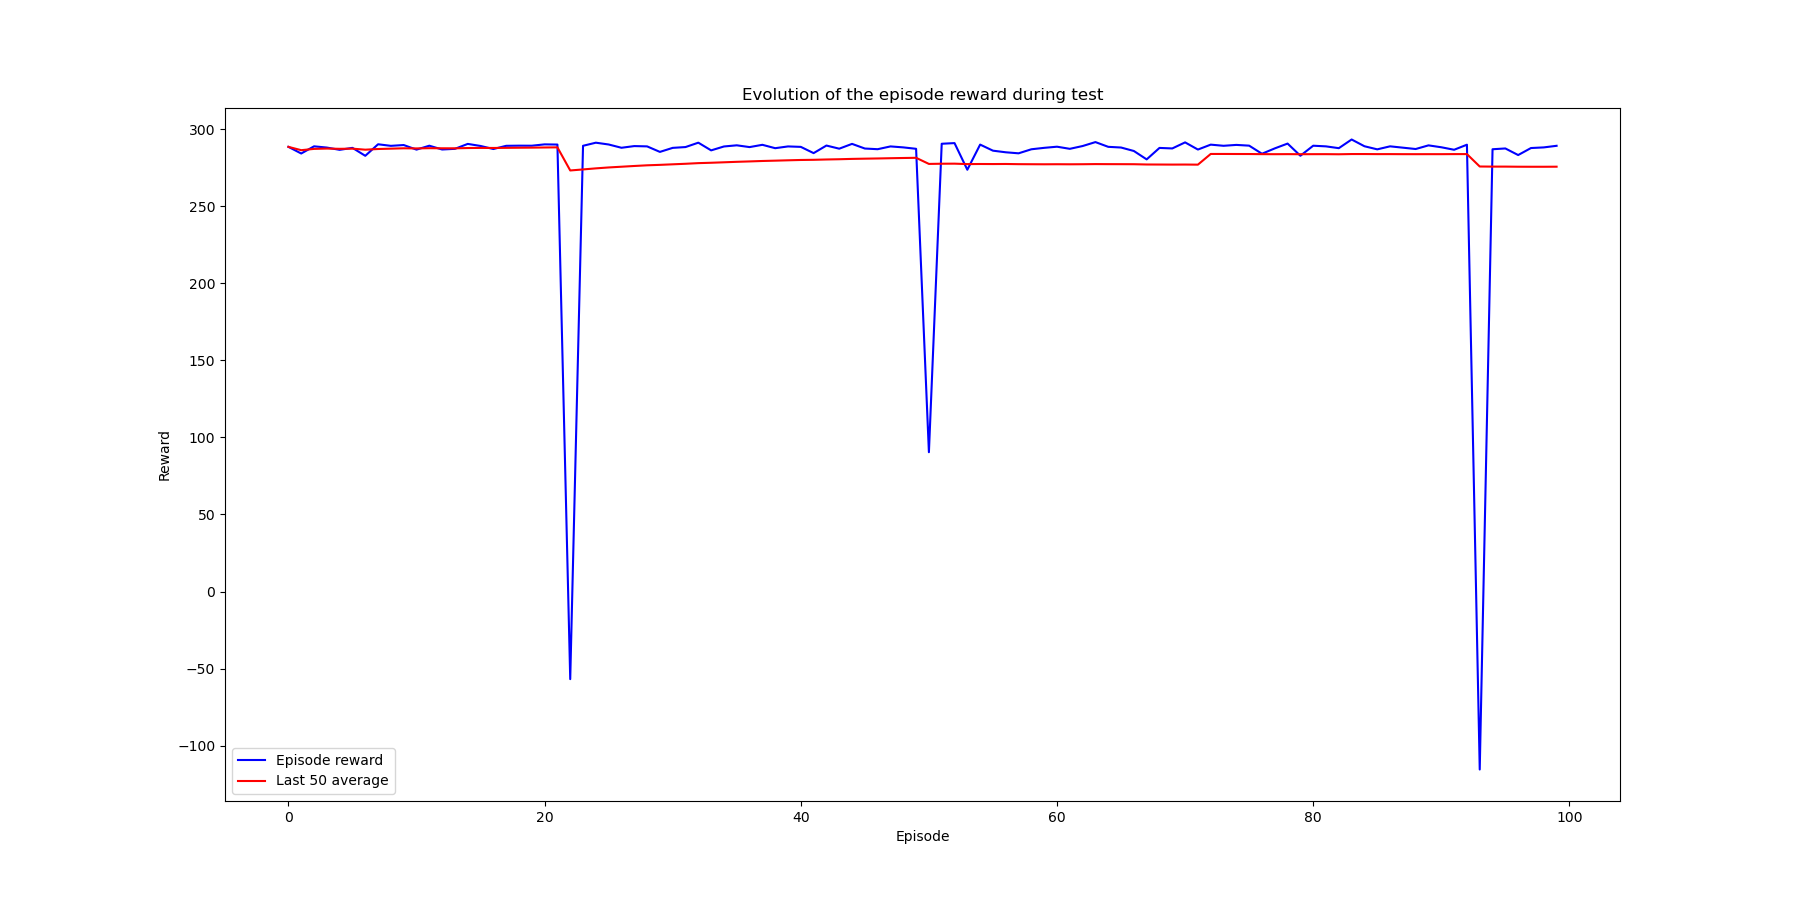 Evolution of the episode reward during test
300
250
200
150
100
50
0
−50
−100
Reward
Episode reward
Last 50 average
0 20 40 60 80 100
Episode